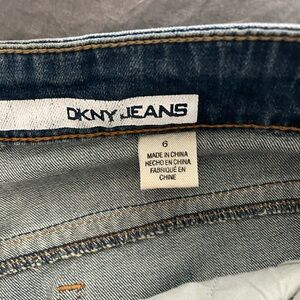 DKNY JEANS
6
MADE IN CHINA
HECHO EN CHINA
FABRIQUÉ EN
CHINE